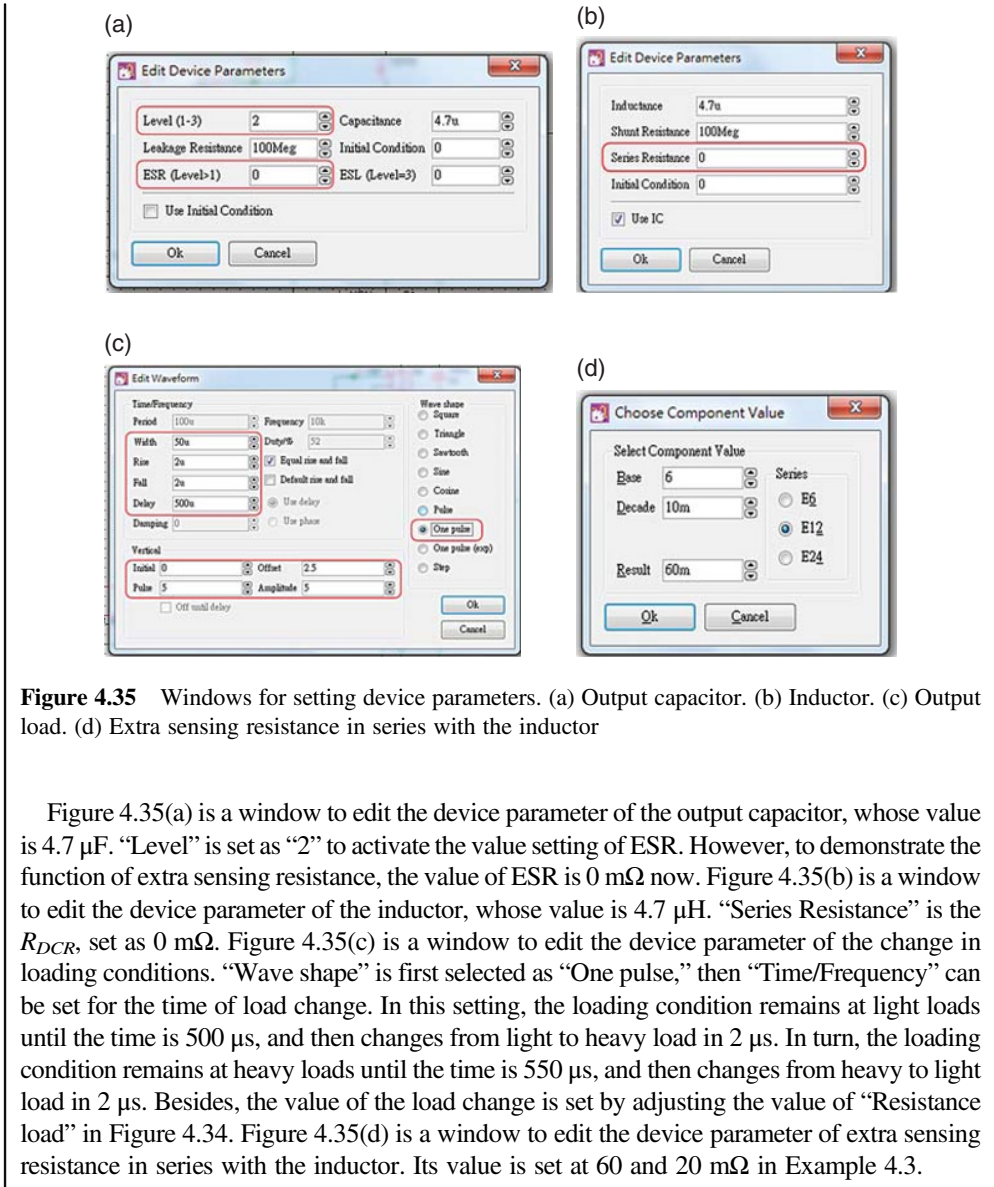 (a)
Edit Device Parameters
Level (1-3) 2 Capacitance 4.7u
Leakage Resistance 100Meg Initial Condition 0
ESR (Level>1) 0 ESL (Level=3) 0
Use Initial Condition
Ok Cancel
(b)
Edit Device Parameters
Inductance 4.7u
Shunt Resistance 100Meg
Series Resistance 0
Initial Condition 0
Use IC
Ok Cancel
(c)
Edit Waveform
Time/Frequency
Period 100u Frequency 10k
Width 50u Duty/% 52
Rise 2u Equal rise and fall
Fall 2u Default rise and fall
Delay 500u Use delay
Damping 0 Use phase
Vertical
Initial 0 Offset 2.5
Pulse 5 Amplitude 5
Off until delay
Wave shape
Square
Triangle
Sawtooth
Sine
Cosine
Pulse
One pulse
One pulse (exp)
Step
Ok
Cancel
(d)
Choose Component Value
Select Component Value
Base 6
Decade 10m
Result 60m
Series
E6
E12
E24
Ok Cancel
Figure 4.35 Windows for setting device parameters. (a) Output capacitor. (b) Inductor. (c) Output
load. (d) Extra sensing resistance in series with the inductor
Figure 4.35(a) is a window to edit the device parameter of the output capacitor, whose value
is 4.7 μF. “Level” is set as “2” to activate the value setting of ESR. However, to demonstrate the
function of extra sensing resistance, the value of ESR is 0 mΩ now. Figure 4.35(b) is a window
to edit the device parameter of the inductor, whose value is 4.7 μH. “Series Resistance” is the
R_DCR, set as 0 mΩ. Figure 4.35(c) is a window to edit the device parameter of the change in
loading conditions. “Wave shape” is first selected as “One pulse,” then “Time/Frequency” can
be set for the time of load change. In this setting, the loading condition remains at light loads
until the time is 500 μs, and then changes from light to heavy load in 2 μs. In turn, the loading
condition remains at heavy loads until the time is 550 μs, and then changes from heavy to light
load in 2 μs. Besides, the value of the load change is set by adjusting the value of “Resistance
load” in Figure 4.34. Figure 4.35(d) is a window to edit the device parameter of extra sensing
resistance in series with the inductor. Its value is set at 60 and 20 mΩ in Example 4.3.